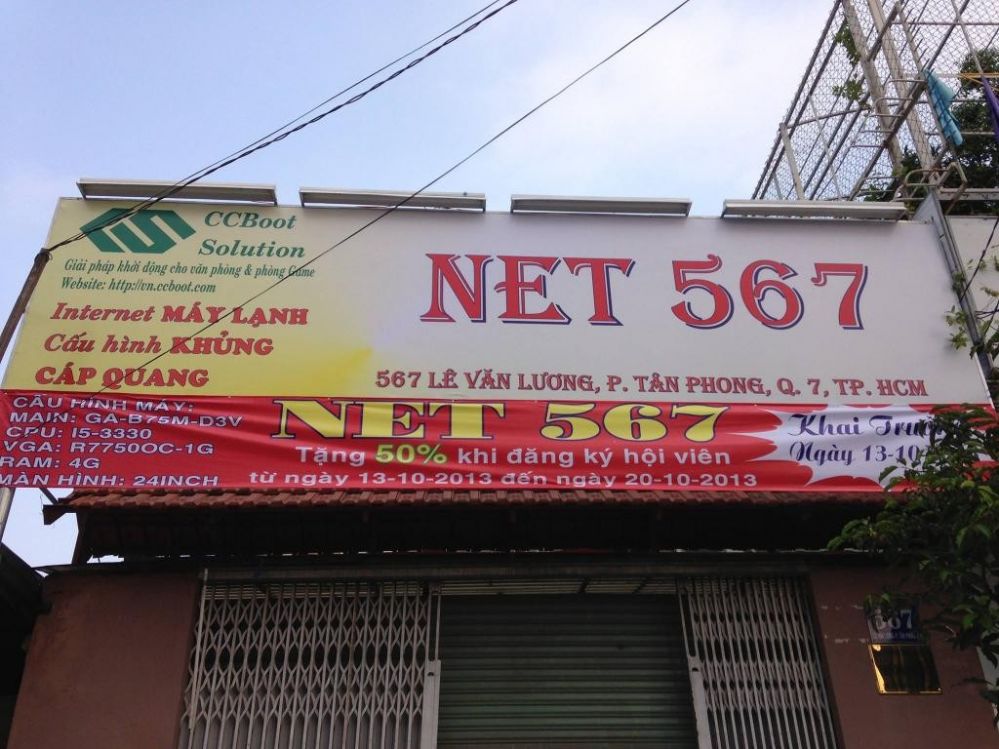 CCBoot
Solution
Giải pháp khởi động cho văn phòng & phòng Game
Website: http://vn.ccboot.com
Internet MÁY LẠNH
Cấu hình KHỦNG
CÁP QUANG
NET 567
567 LÊ VĂN LƯƠNG, P. TÂN PHONG, Q. 7, TP. HCM
CẤU HÌNH MÁY:
MAIN: GA-B75M-D3V
CPU: I5-3330
VGA: R7750OC-1G
RAM: 4G
MÀN HÌNH: 24INCH
NET 567
Tặng 50% khi đăng ký hội viên
từ ngày 13-10-2013 đến ngày 20-10-2013
Khai
Ngày 13-10
567